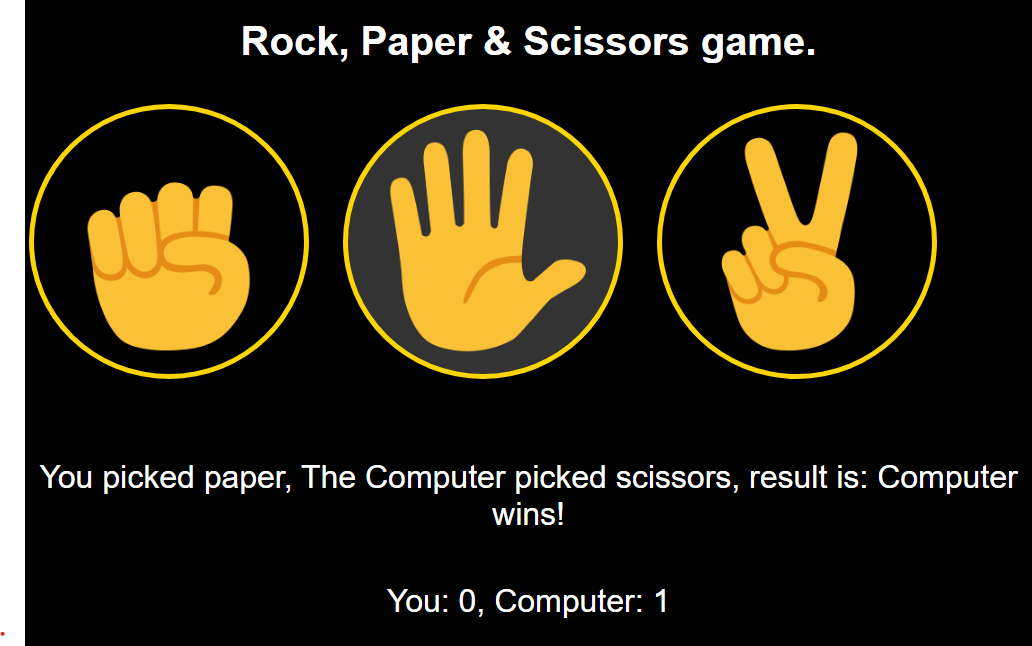 Rock, Paper & Scissors game.
You picked paper, The Computer picked scissors, result is: Computer
wins!
You: 0, Computer: 1